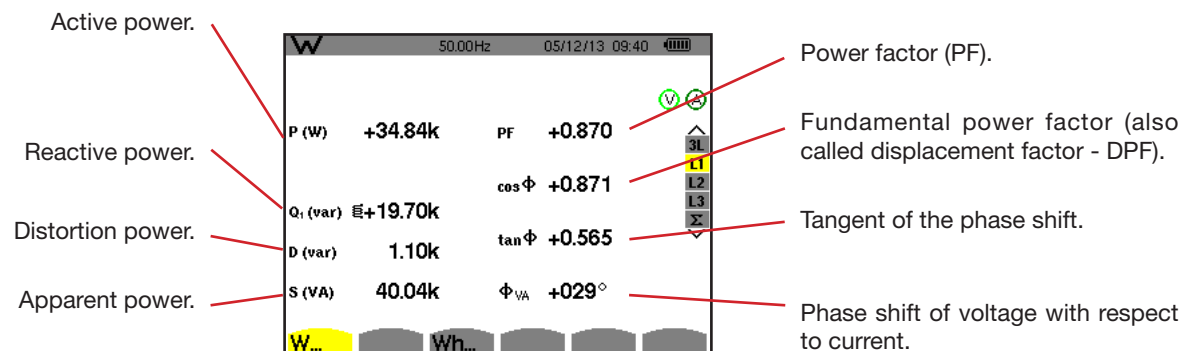 Active power.
Reactive power.
Distortion power.
Apparent power.
W 50.00Hz 05/12/13 09:40
V A
P (W) +34.84k PF +0.870
3L
L1
cos Φ +0.871
L2
L3
Q₁ (var) +19.70k
Σ
tan Φ +0.565
D (var) 1.10k
S (VA) 40.04k Φ VA +029°
W... Wh...
Power factor (PF).
Fundamental power factor (also
called displacement factor - DPF).
Tangent of the phase shift.
Phase shift of voltage with respect
to current.